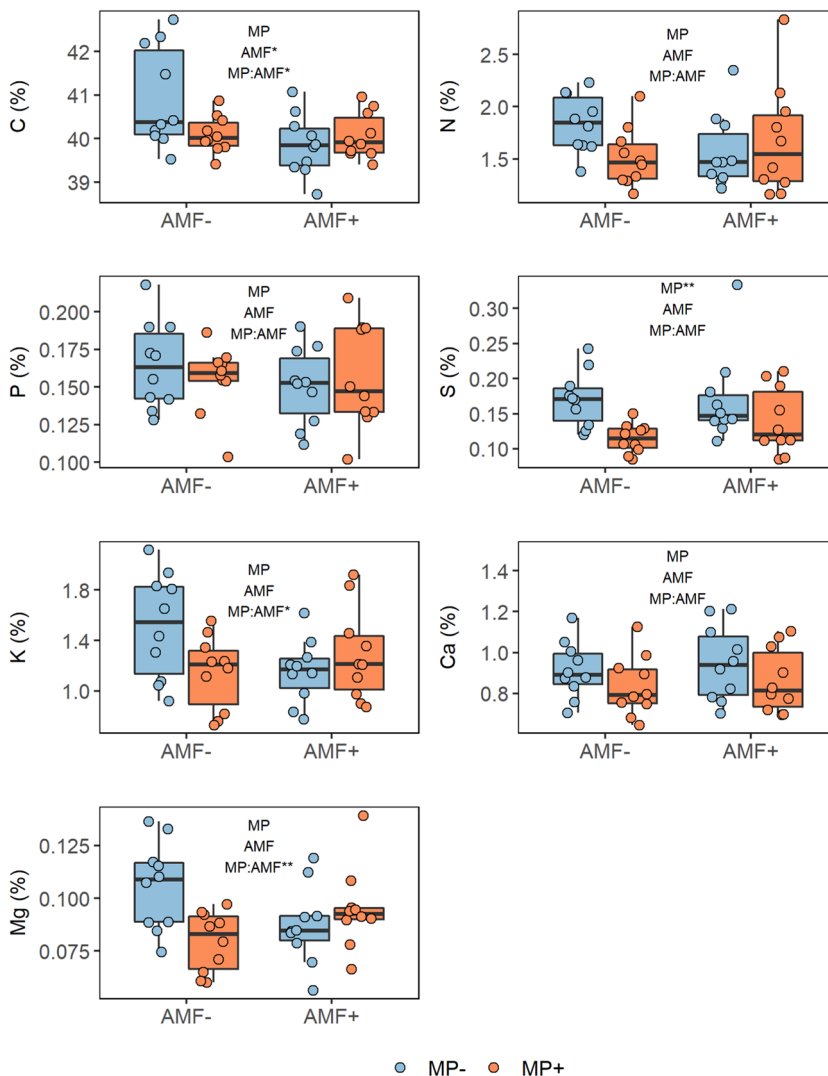 C (%)
42
41
40
39
MP
AMF*
MP:AMF*
AMF-
AMF+
N (%)
2.5
2.0
1.5
MP
AMF
MP:AMF
AMF-
AMF+
P (%)
0.200
0.175
0.150
0.125
0.100
MP
AMF
MP:AMF
AMF-
AMF+
S (%)
0.30
0.25
0.20
0.15
0.10
MP**
AMF
MP:AMF
AMF-
AMF+
K (%)
1.8
1.4
1.0
MP
AMF
MP:AMF*
AMF-
AMF+
Ca (%)
1.4
1.2
1.0
0.8
MP
AMF
MP:AMF
AMF-
AMF+
Mg (%)
0.125
0.100
0.075
MP
AMF
MP:AMF**
AMF-
AMF+
MP- MP+